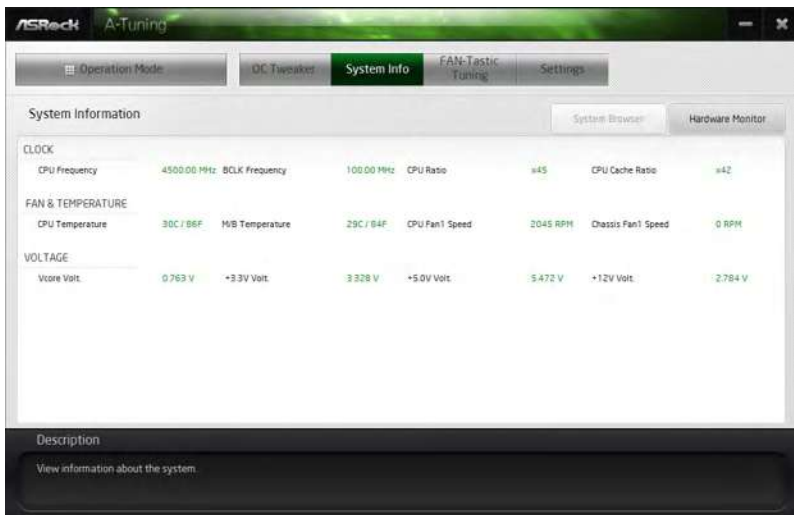 ASRock A-Tuning
Operation Mode OC Tweaker System Info FAN-Tastic Tuning Settings
System Information System Browser Hardware Monitor
CLOCK
CPU Frequency 4500.00 MHz BCLK Frequency 100.00 MHz CPU Ratio x45 CPU Cache Ratio x42
FAN & TEMPERATURE
CPU Temperature 30C / 86F M/B Temperature 29C / 84F CPU Fan1 Speed 2045 RPM Chassis Fan1 Speed 0 RPM
VOLTAGE
Vcore Volt. 0.763 V +3.3V Volt. 3.328 V +5.0V Volt. 5.472 V +12V Volt. 2.784 V
Description
View information about the system.